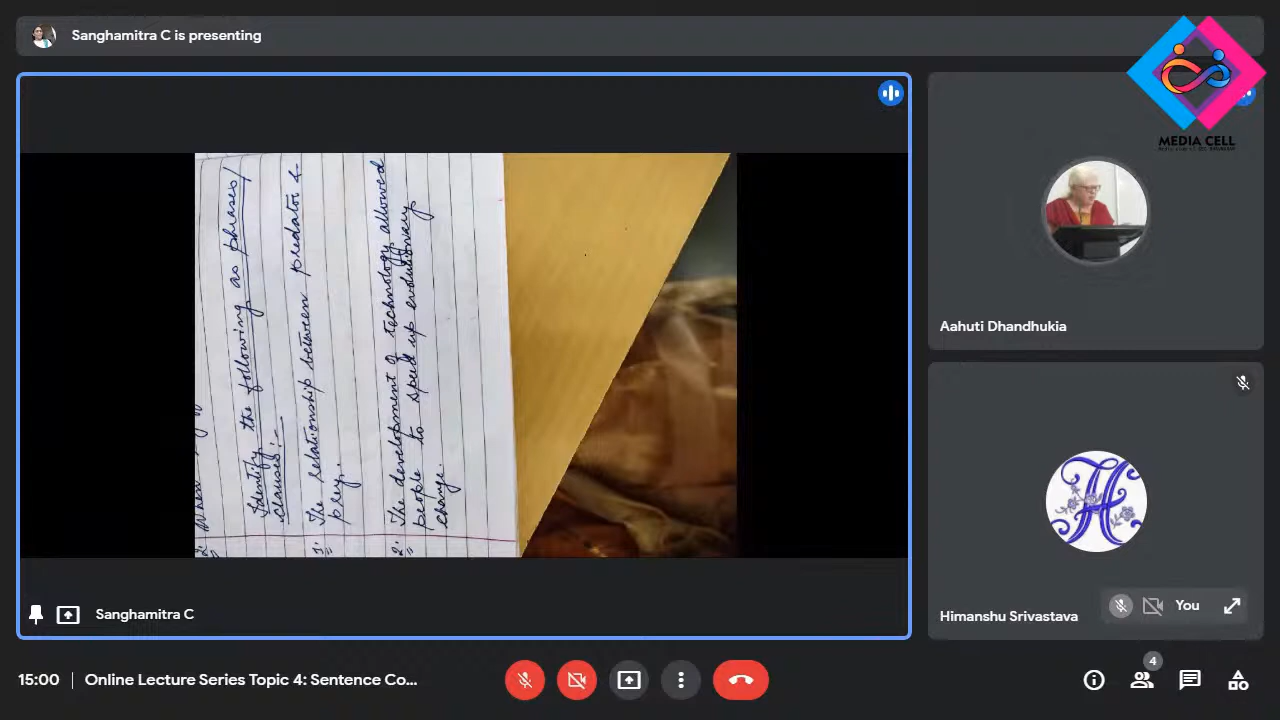 Sanghamitra C is presenting
MEDIA CELL
Identify the following as phrases/
clauses:-
1. The relationship between predator &
prey.
2. The development of technology allowed
people to speed up evolutionary
change.
Aahuti Dhandhukia
Himanshu Srivastava
You
Sanghamitra C
15:00 | Online Lecture Series Topic 4: Sentence Co...
4